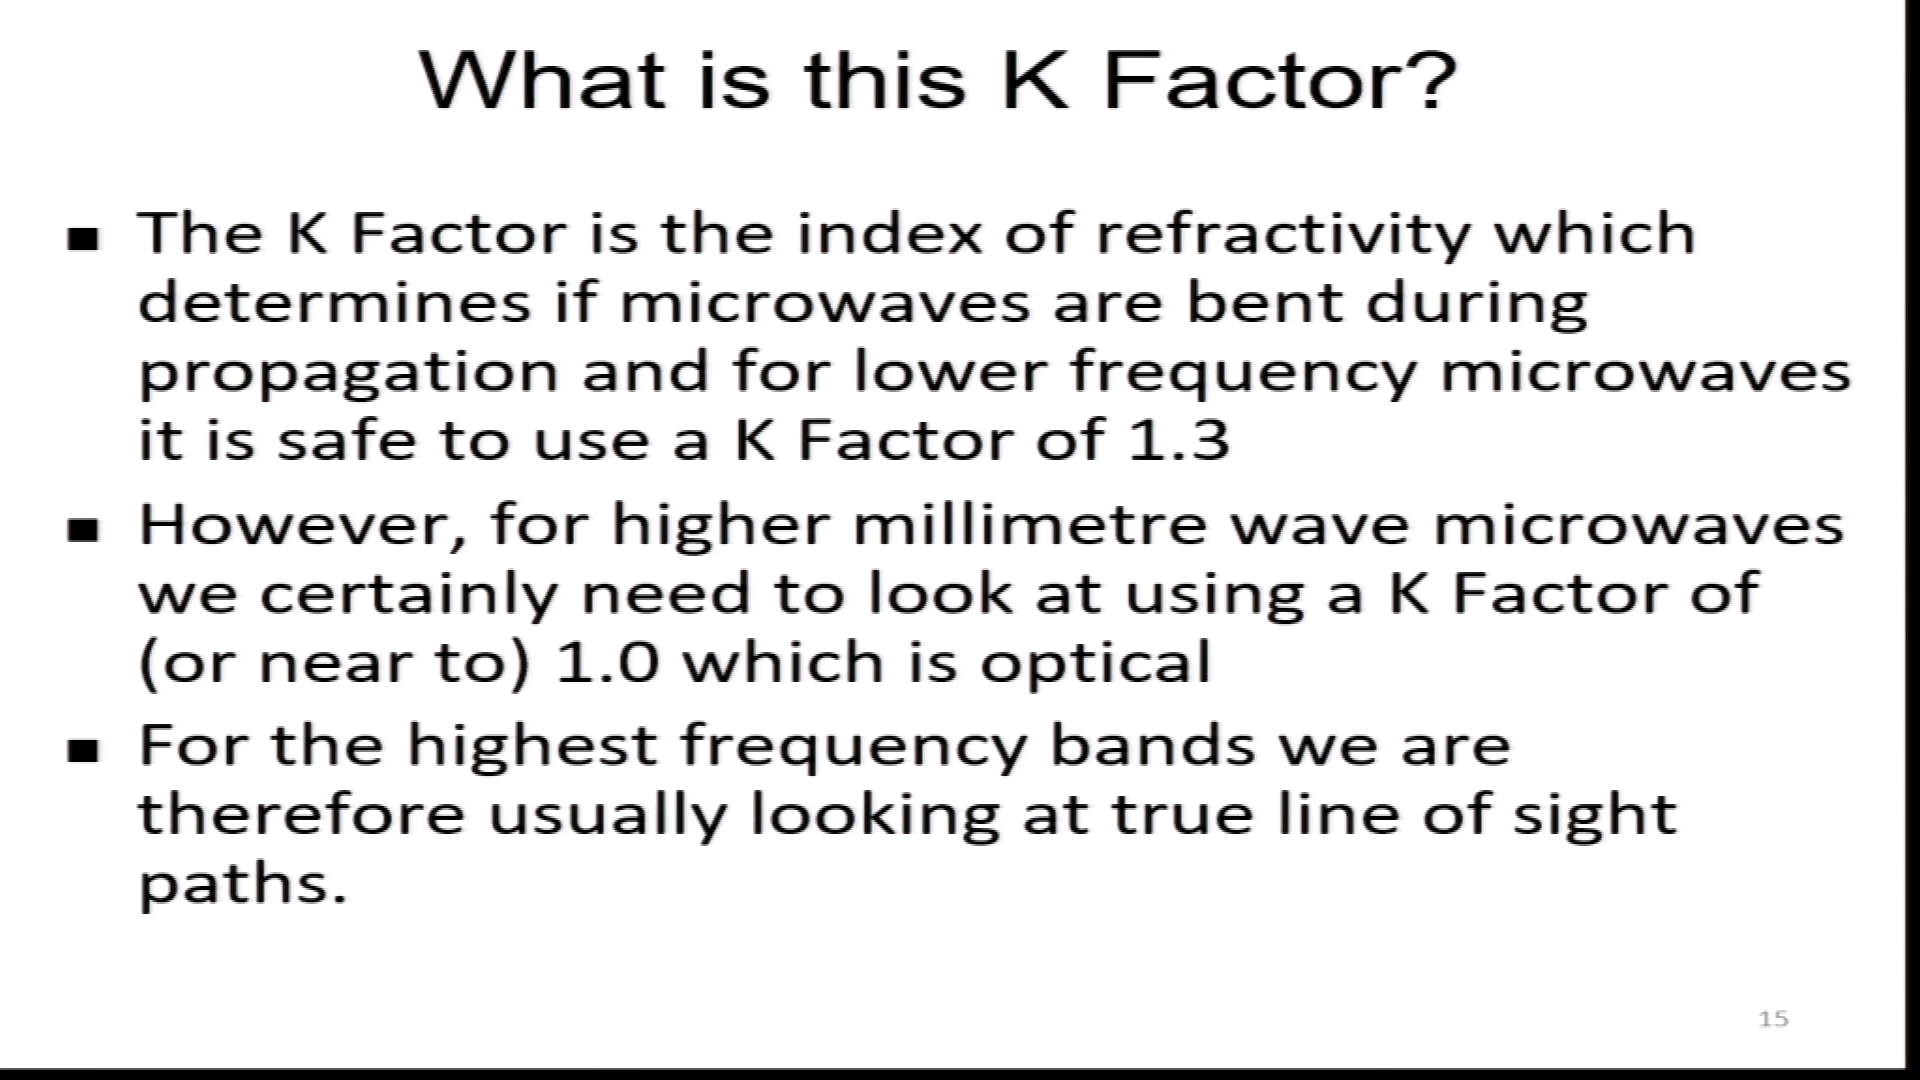 What is this K Factor?
■ The K Factor is the index of refractivity which
determines if microwaves are bent during
propagation and for lower frequency microwaves
it is safe to use a K Factor of 1.3
■ However, for higher millimetre wave microwaves
we certainly need to look at using a K Factor of
(or near to) 1.0 which is optical
■ For the highest frequency bands we are
therefore usually looking at true line of sight
paths.
15